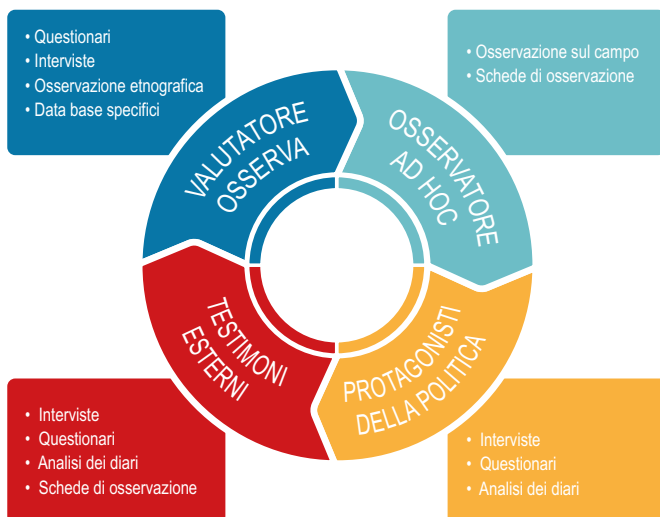 • Questionari
• Interviste
• Osservazione etnografica
• Data base specifici
• Osservazione sul campo
• Schede di osservazione
VALUTATORE
OSSERVA
OSSERVATORE
AD HOC
TESTIMONI
ESTERNI
PROTAGONISTI
DELLA POLITICA
• Interviste
• Questionari
• Analisi dei diari
• Schede di osservazione
• Interviste
• Questionari
• Analisi dei diari